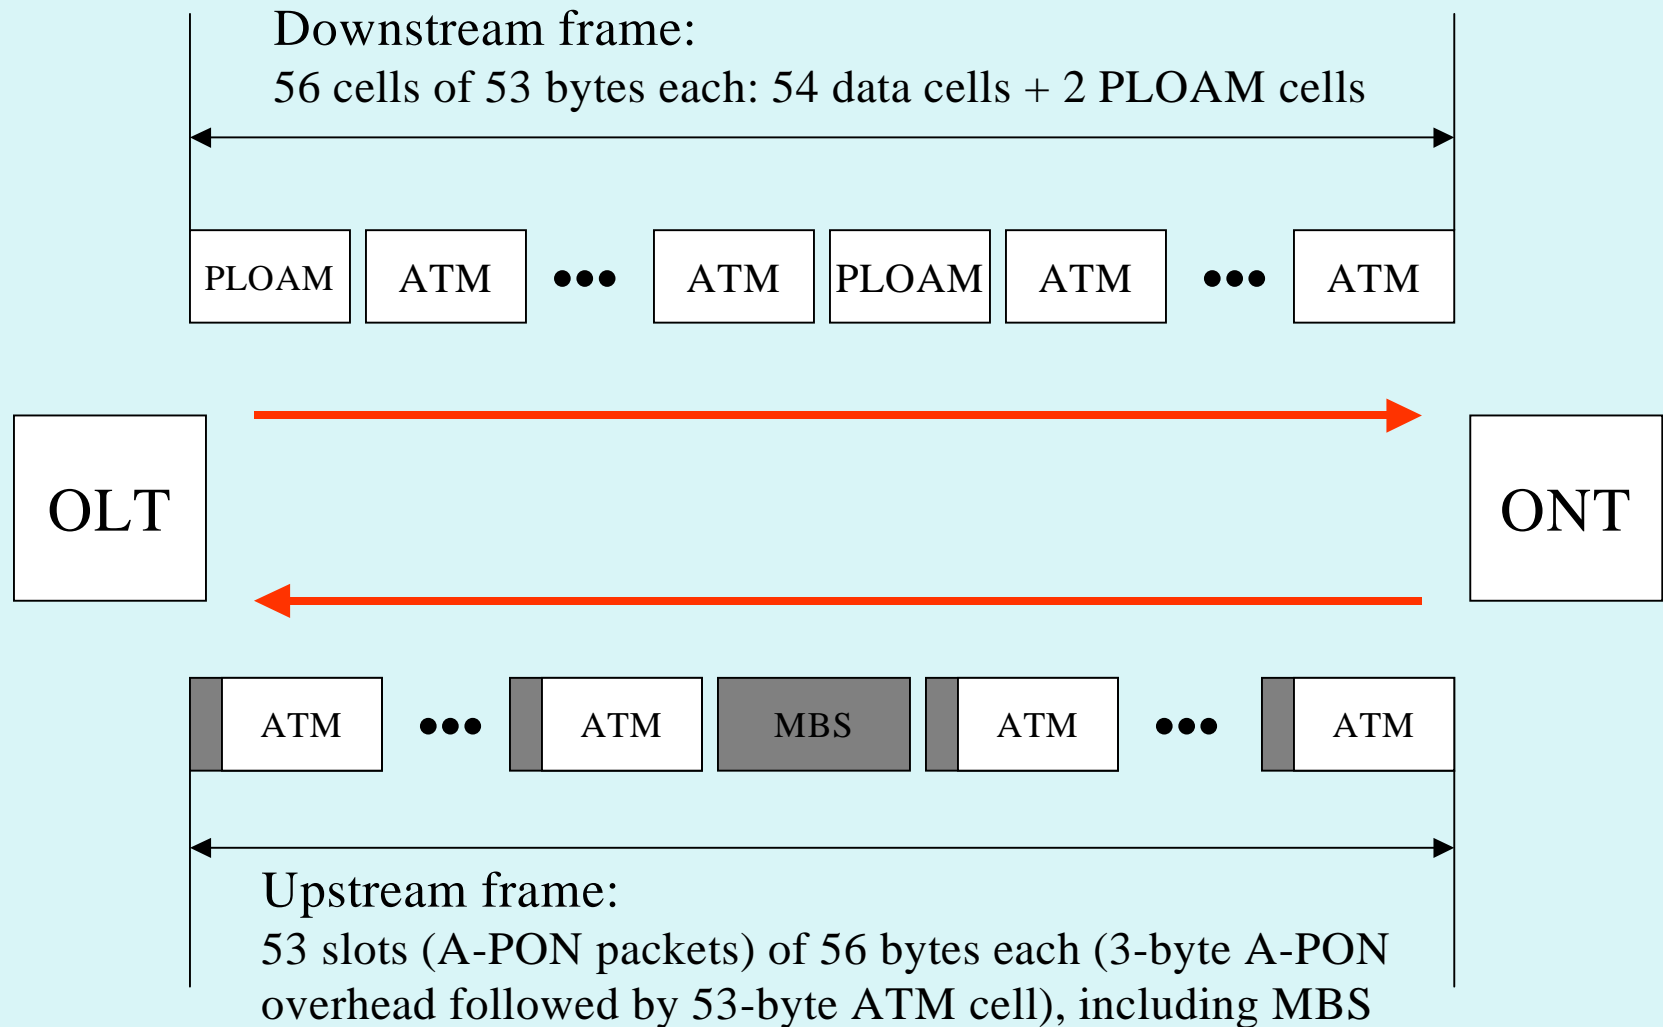 Downstream frame:
56 cells of 53 bytes each: 54 data cells + 2 PLOAM cells
PLOAM ATM ••• ATM PLOAM ATM ••• ATM
OLT ONT
ATM ••• ATM MBS ATM ••• ATM
Upstream frame:
53 slots (A-PON packets) of 56 bytes each (3-byte A-PON
overhead followed by 53-byte ATM cell), including MBS